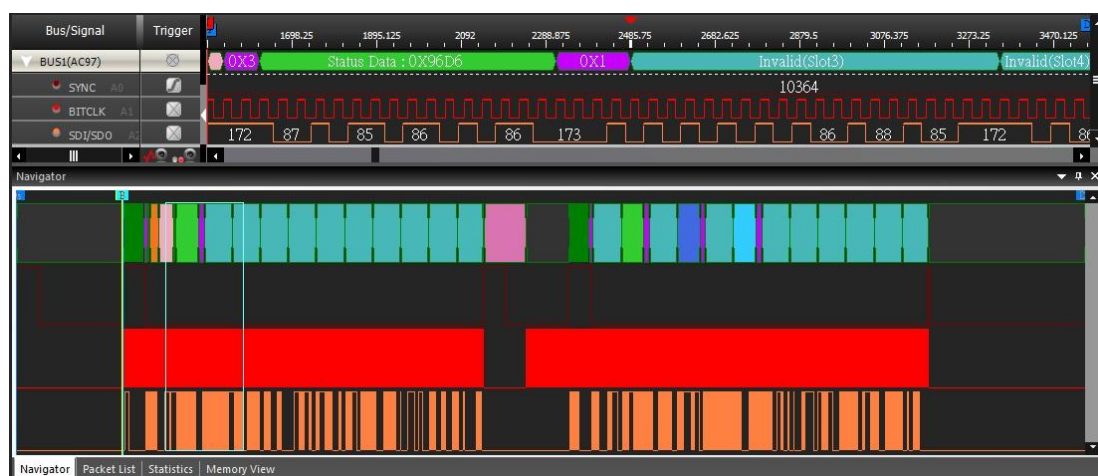 Bus/Signal Trigger
1698.25 1895.125 2092 2288.875 2485.75 2682.625 2879.5 3076.375 3273.25 3470.125
BUS1(AC97) 0X3 Status Data : 0X96D6 0X1 Invalid(Slot3) Invalid(Slot4)
SYNC A0 10364
BITCLK A1
SDI/SDO A2 172 87 85 86 86 173 86 88 85 172 86
Navigator
Navigator Packet List Statistics Memory View